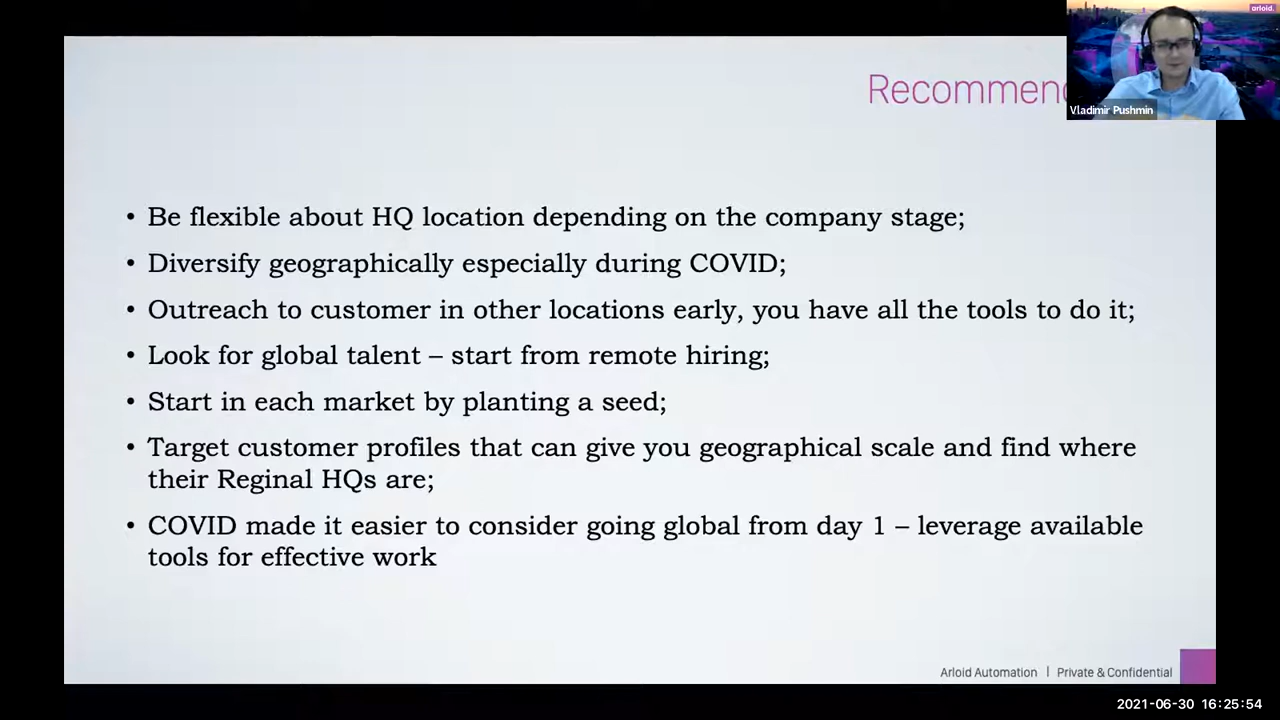 arloid.
Recommen
Vladimir Pushmin
• Be flexible about HQ location depending on the company stage;
• Diversify geographically especially during COVID;
• Outreach to customer in other locations early, you have all the tools to do it;
• Look for global talent – start from remote hiring;
• Start in each market by planting a seed;
• Target customer profiles that can give you geographical scale and find where
their Reginal HQs are;
• COVID made it easier to consider going global from day 1 – leverage available
tools for effective work
Arloid Automation | Private & Confidential
2021-06-30 16:25:54